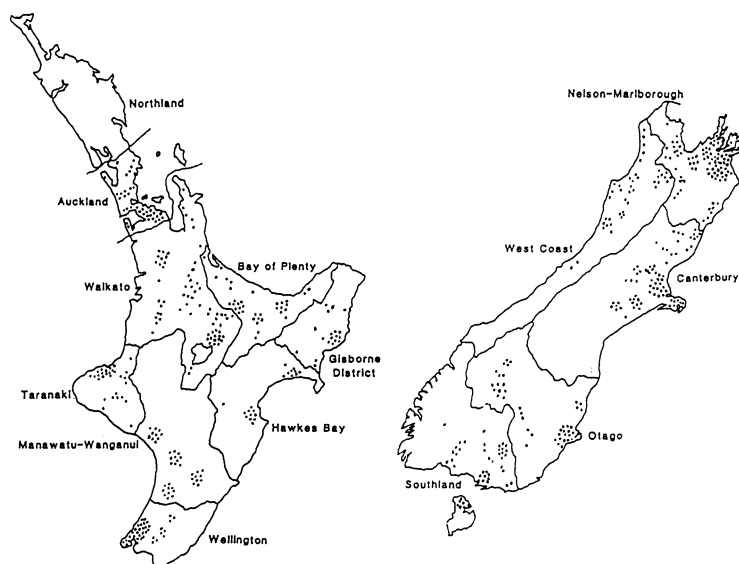 Northland
Auckland
Waikato
Bay of Plenty
Gisborne
District
Taranaki
Hawkes Bay
Manawatu-Wanganui
Wellington
Nelson-Marlborough
West Coast
Canterbury
Otago
Southland